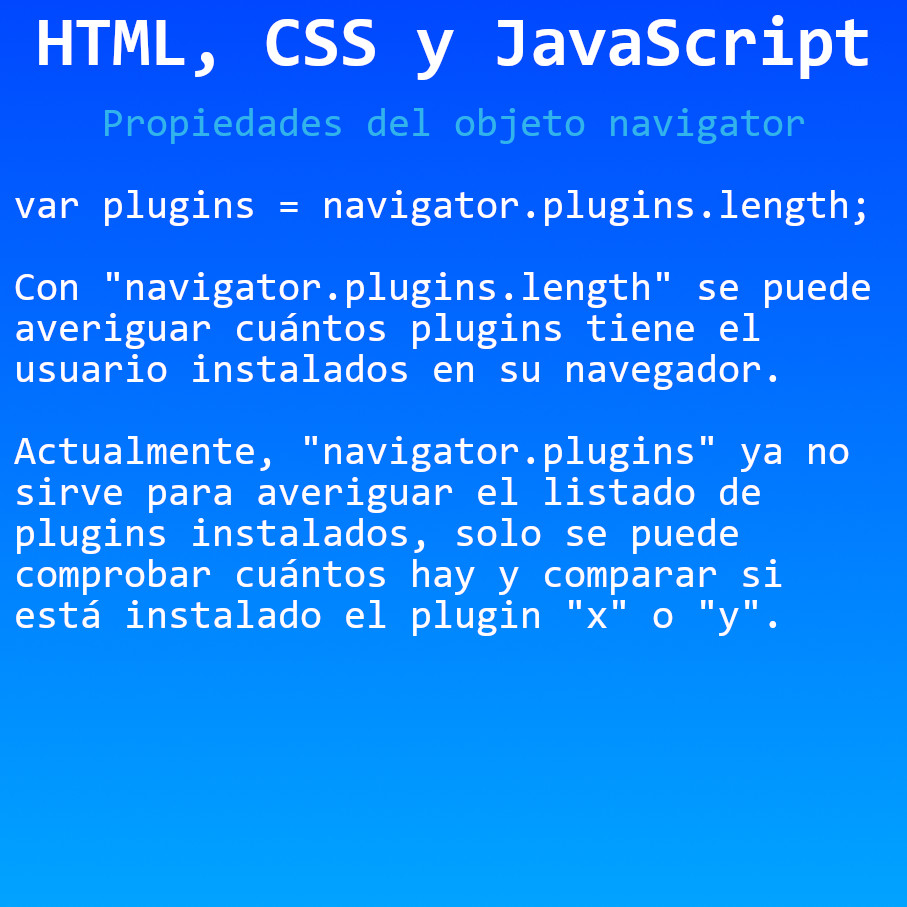 HTML, CSS y JavaScript
Propiedades del objeto navigator
var plugins = navigator.plugins.length;
Con "navigator.plugins.length" se puede
averiguar cuántos plugins tiene el
usuario instalados en su navegador.
Actualmente, "navigator.plugins" ya no
sirve para averiguar el listado de
plugins instalados, solo se puede
comprobar cuántos hay y comparar si
está instalado el plugin "x" o "y".